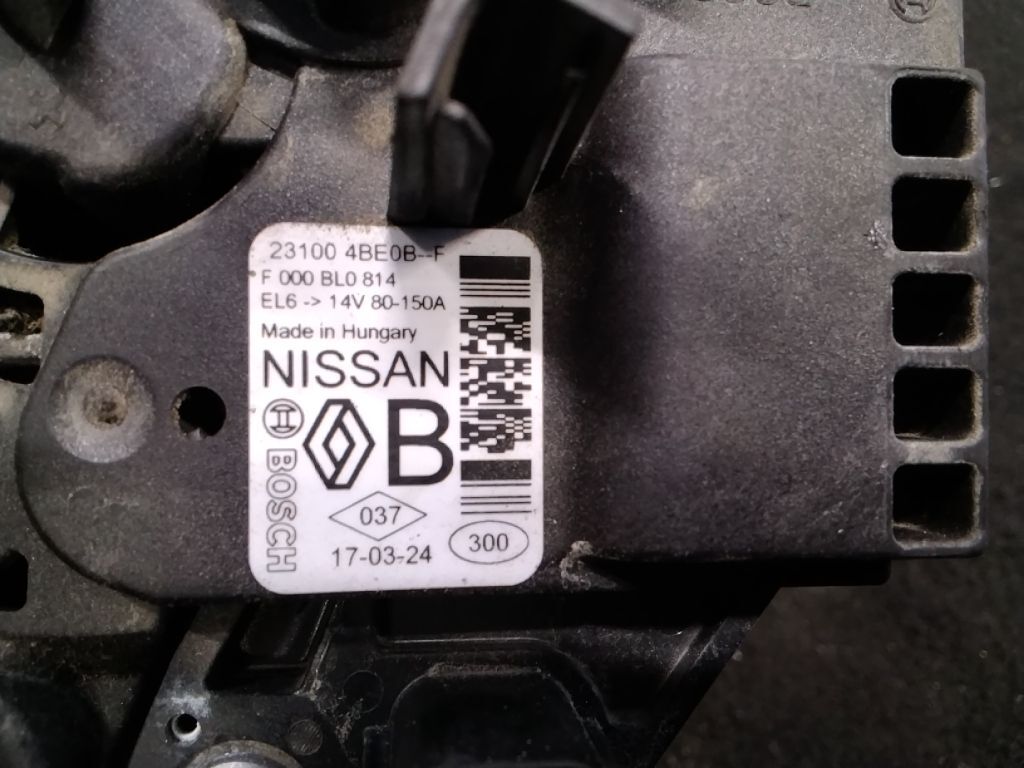 23100 4BE0B--F
F 000 BL0 814
EL6 -> 14V 80-150A
Made in Hungary
NISSAN
B
BOSCH
037
17-03-24
300